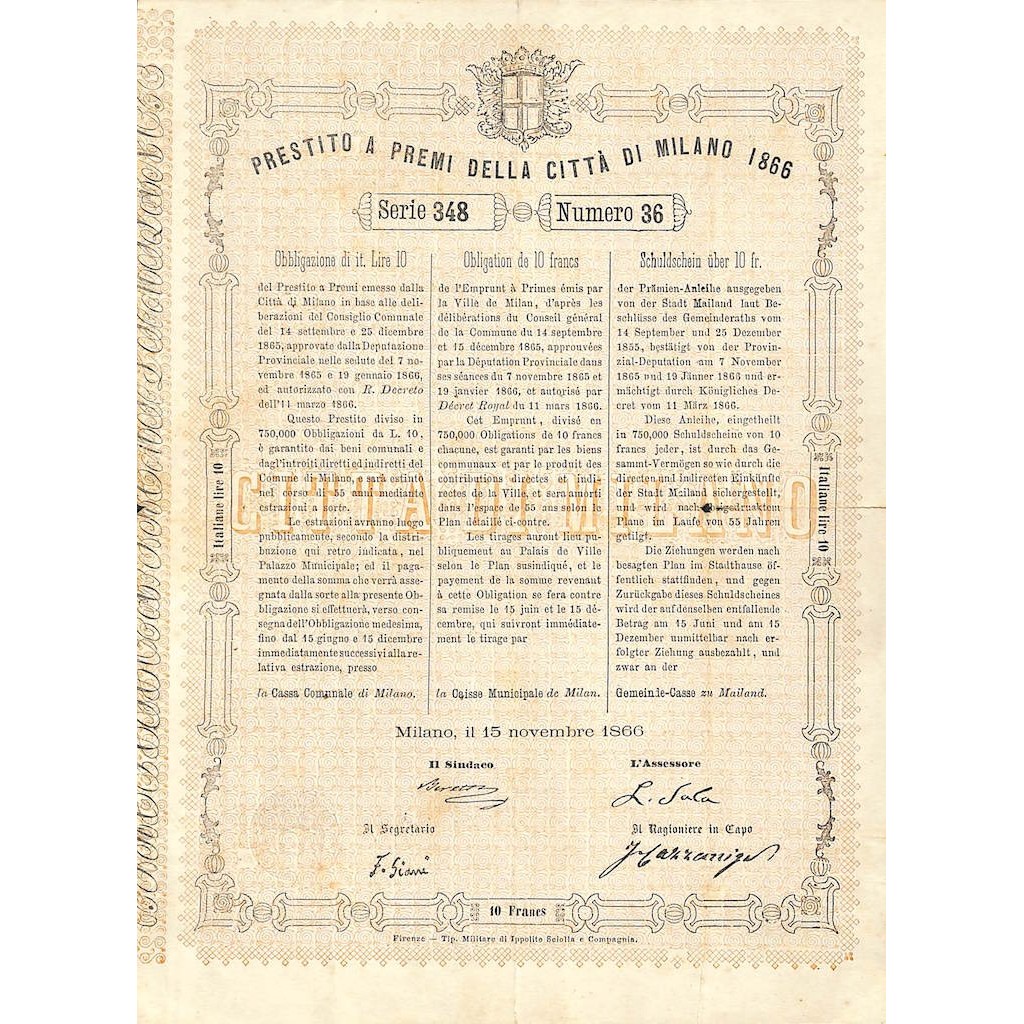 PRESTITO A PREMI DELLA CITTÀ DI MILANO 1866
Serie 348
Numero 36
Obbligazione di it. Lire 10
del Prestito a Premi emesso dalla
Città di Milano in base alle deli-
berazioni del Consiglio Comunale
del 14 settembre e 25 dicembre
1865, approvate dalla Deputazione
Provinciale nelle sedute del 7 no-
vembre 1865 e 19 gennaio 1866,
ed autorizzato con R. Decreto
dell'11 marzo 1866.
Questo Prestito diviso in
750,000 Obbligazioni da L. 10,
è garantito dai beni comunali e
dagl'introiti diretti ed indiretti del
Comune di Milano, e sarà estinto
nel corso di 55 anni mediante
estrazioni a sorte.
Le estrazioni avranno luogo
pubblicamente, secondo la distri-
buzione qui retro indicata, nel
Palazzo Municipale; ed il paga-
mento della somma che verrà asse-
gnata dalla sorte alla presente Ob-
bligazione si effettuerà, verso con-
segna dell'Obbligazione medesima,
fino dal 15 giugno e 15 dicembre
immediatamente successivi alla re-
lativa estrazione, presso
la Cassa Comunale di Milano.
Obligation de 10 francs
de l'Emprunt à Primes émis par
la Ville de Milan, d'après les
délibérations du Conseil général
de la Commune du 14 septembre
et 15 décembre 1865, approuvées
par la Députation Provinciale dans
ses séances du 7 novembre 1865 et
19 janvier 1866, et autorisé par
Décret Royal du 11 mars 1866.
Cet Emprunt, divisé en
750,000 Obligations de 10 francs
chacune, est garanti par les biens
communaux et par le produit des
contributions directes et indi-
rectes de la Ville, et sera amorti
dans l'espace de 55 ans selon le
Plan détaillé ci-contre.
Les tirages auront lieu pu-
bliquement au Palais de Ville
selon le Plan susindiqué, et le
payement de la somme revenant
à cette Obligation se fera contre
sa remise le 15 juin et le 15 dé-
cembre, qui suivront immédiate-
ment le tirage par
la Caisse Municipale de Milan.
Schuldschein über 10 fr.
der Prämien-Anleihe ausgegeben
von der Stadt Mailand laut Be-
schlüsse des Gemeinderaths vom
14 September und 25 Dezember
1855, bestätigt von der Provin-
zial-Deputation am 7 November
1865 und 19 Jänner 1866 und er-
mächtigt durch Königliches De-
cret vom 11 März 1866.
Diese Anleihe, eingetheilt
in 750,000 Schuldscheine von 10
francs jeder, ist durch das Ge-
sammt-Vermögen so wie durch die
directen und indirecten Einkünfte
der Stadt Mailand sichergestellt,
u. wird nach
Plane im Laufe von 55 Jahren
getilgt.
Die Ziehungen werden nach
besagten Plan im Stadthause öf-
fentlich stattfinden, und gegen
Zurückgabe dieses Schuldscheines
wird der auf denselben entfallende
Betrag am 15 Juni und am 15
Dezember unmittelbar nach er-
folgter Ziehung ausbezahlt, und
zwar an der
Gemeinde-Casse zu Mailand.
CITTA DI MILANO
Italiane lire 10
Italiane lire 10
Milano, il 15 novembre 1866
Il Sindaco
L'Assessore
L. Sala
Il Segretario
Il Ragioniere in Capo
10 Francs
Firenze — Tip. Militare di Ippolito Sciolla e Compagnia.